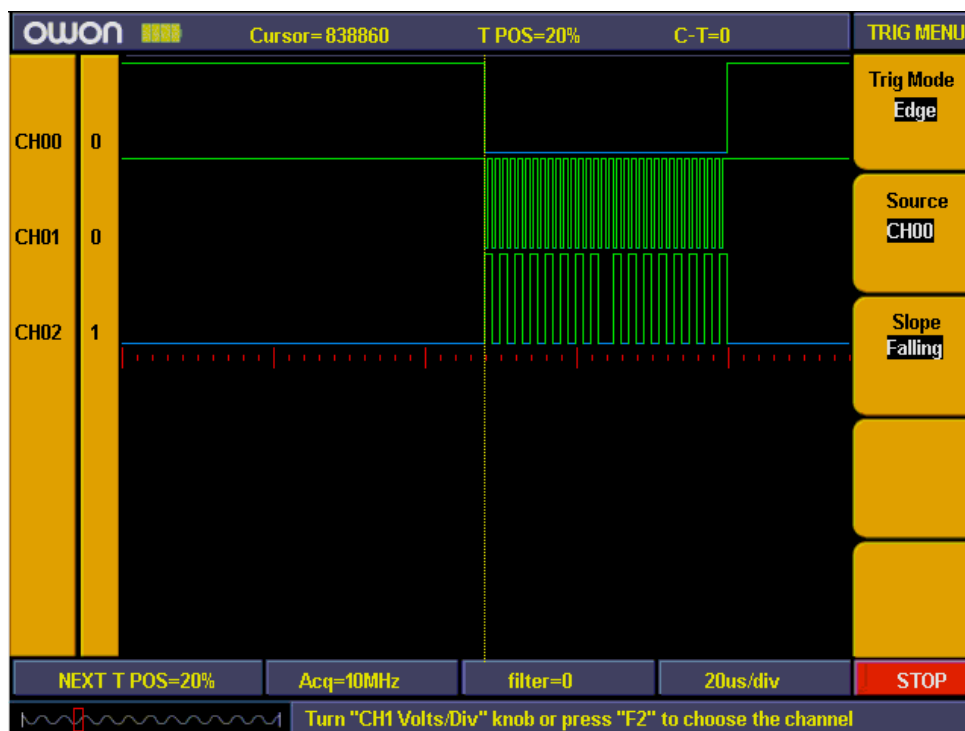 owon Cursor=838860 T POS=20% C-T=0 TRIG MENU
Trig Mode
Edge
CH00 0
Source
CH00
CH01 0
CH02 1
Slope
Falling
NEXT T POS=20% Acq=10MHz filter=0 20us/div STOP
Turn "CH1 Volts/Div" knob or press "F2" to choose the channel